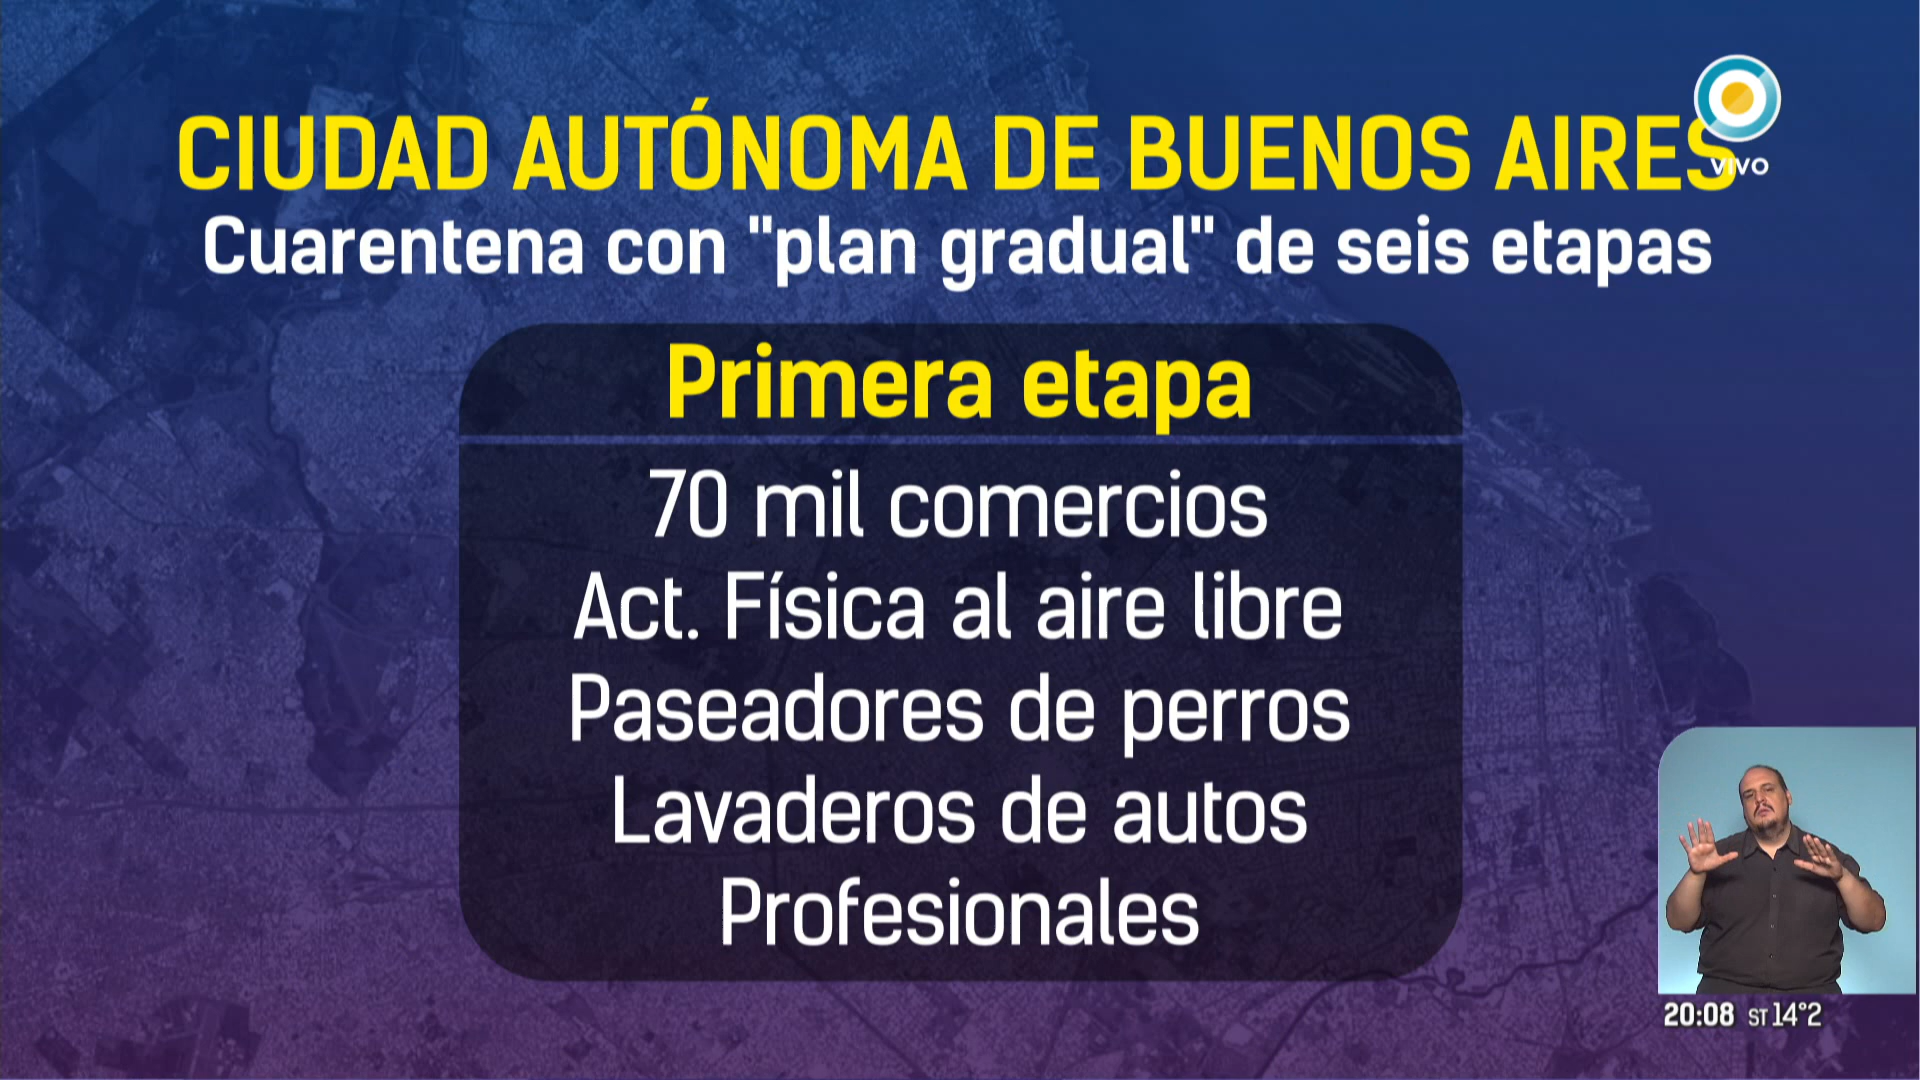 CIUDAD AUTÓNOMA DE BUENOS AIRES
VIVO
Cuarentena con "plan gradual" de seis etapas
Primera etapa
70 mil comercios
Act. Física al aire libre
Paseadores de perros
Lavaderos de autos
Profesionales
20:08 ST 14°2